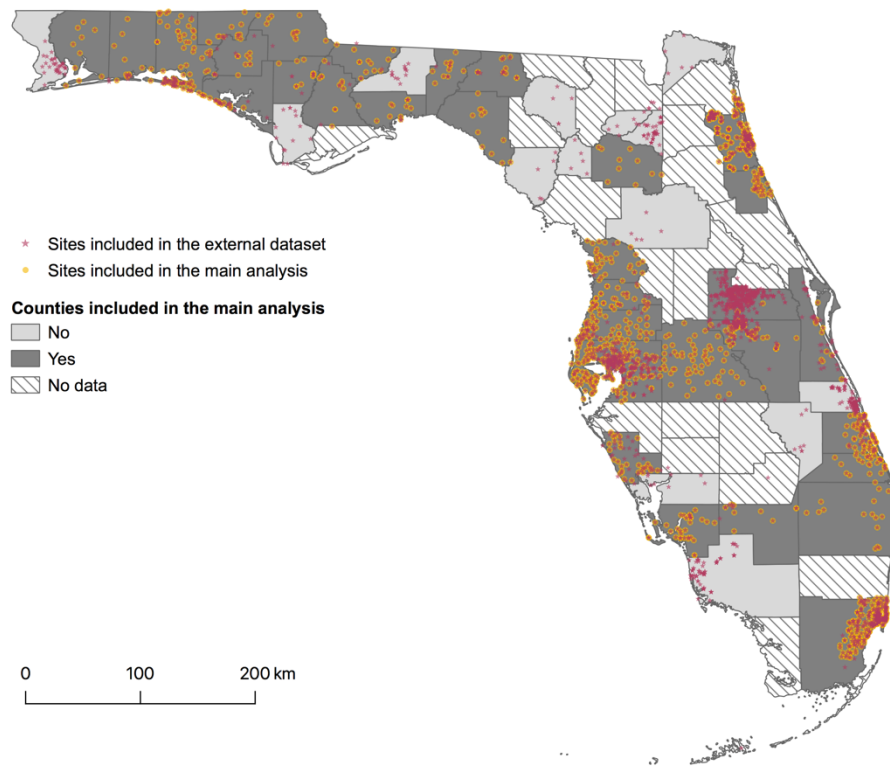 Sites included in the external dataset
Sites included in the main analysis
Counties included in the main analysis
No
Yes
No data
0 100 200 km